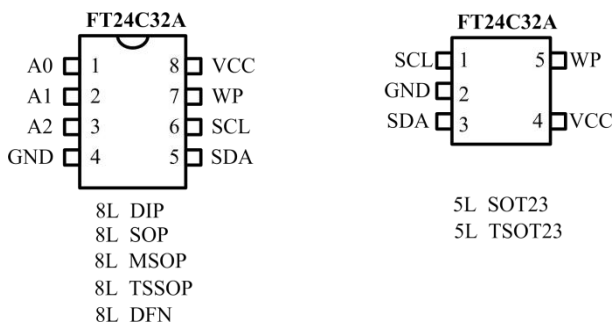 FT24C32A
A0 1 8 VCC
A1 2 7 WP
A2 3 6 SCL
GND 4 5 SDA
8L DIP
8L SOP
8L MSOP
8L TSSOP
8L DFN
FT24C32A
SCL 1 5 WP
GND 2
SDA 3 4 VCC
5L SOT23
5L TSOT23